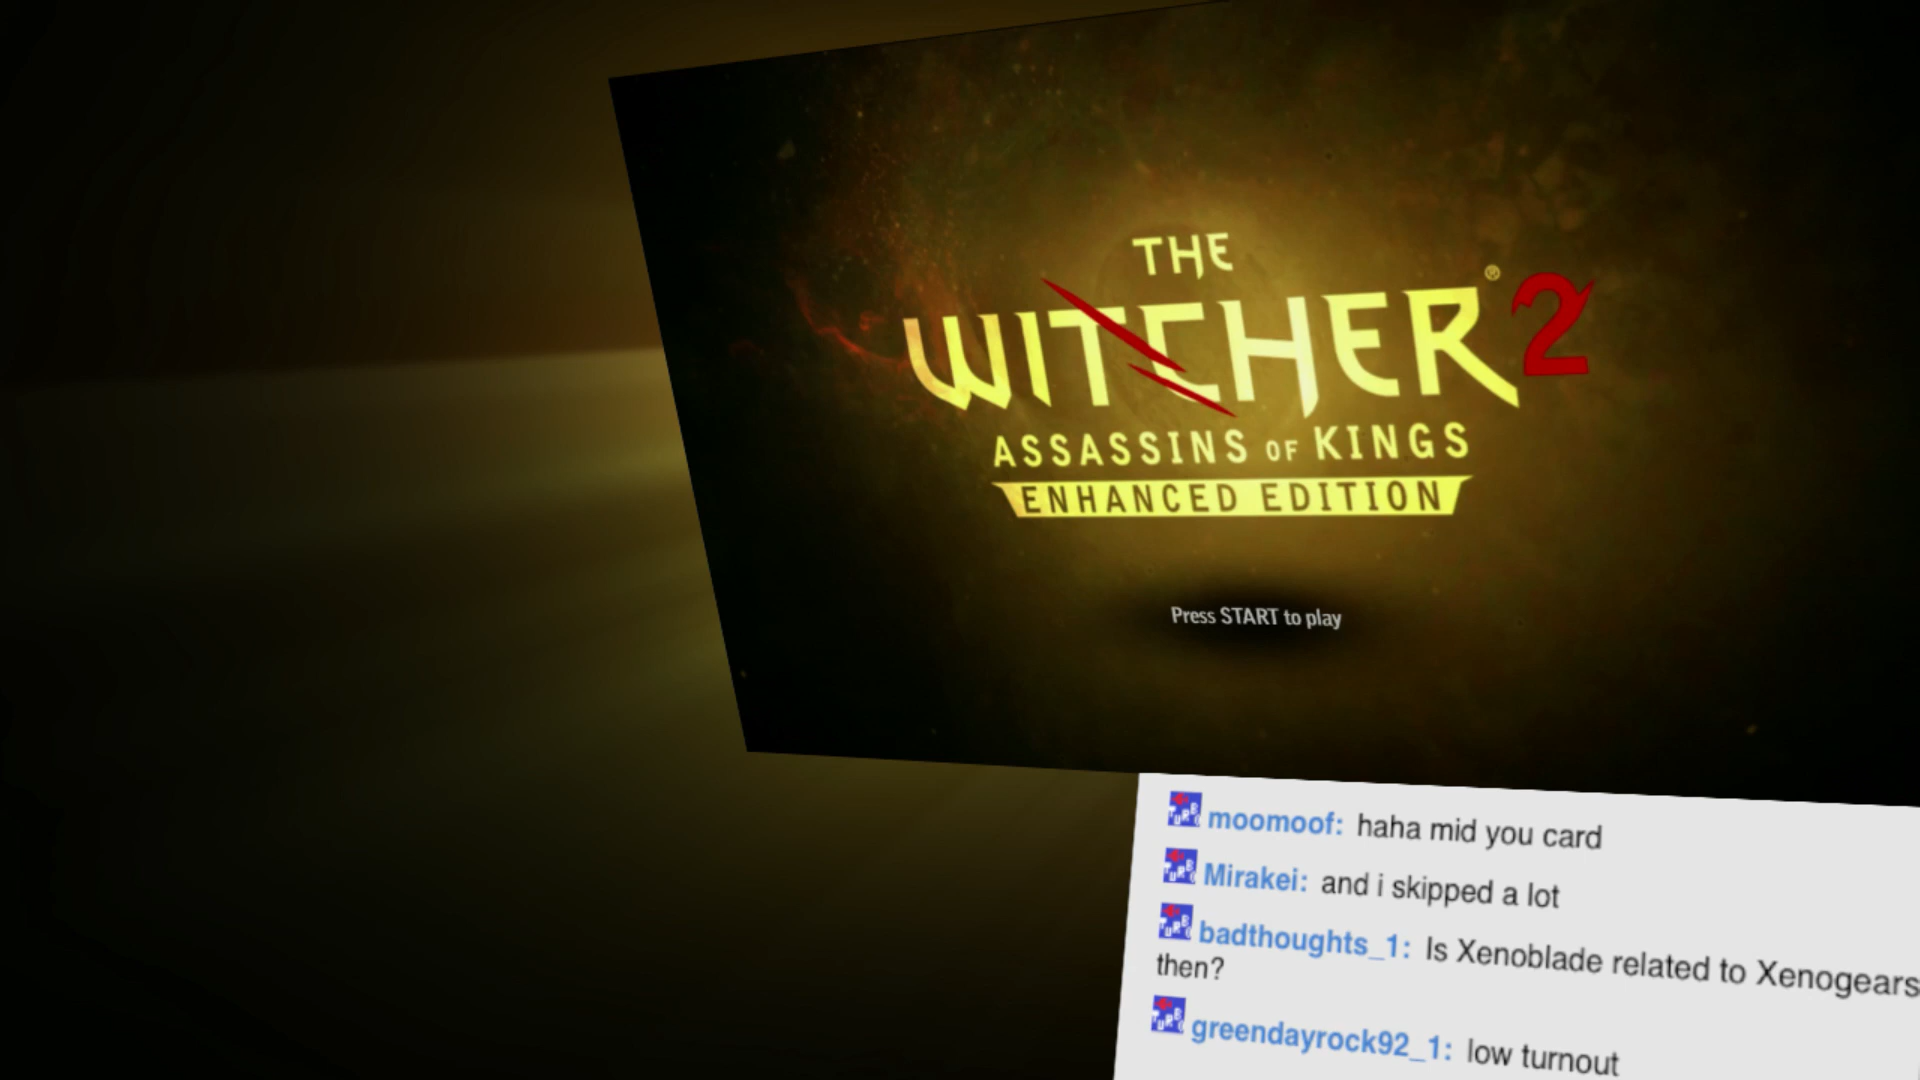 THE
WITCHER® 2
ASSASSINS OF KINGS
ENHANCED EDITION
Press START to play
moomoof: haha mid you card
Mirakei: and i skipped a lot
badthoughts_1: Is Xenoblade related to Xenogears
then?
greendayrock92_1: low turnout